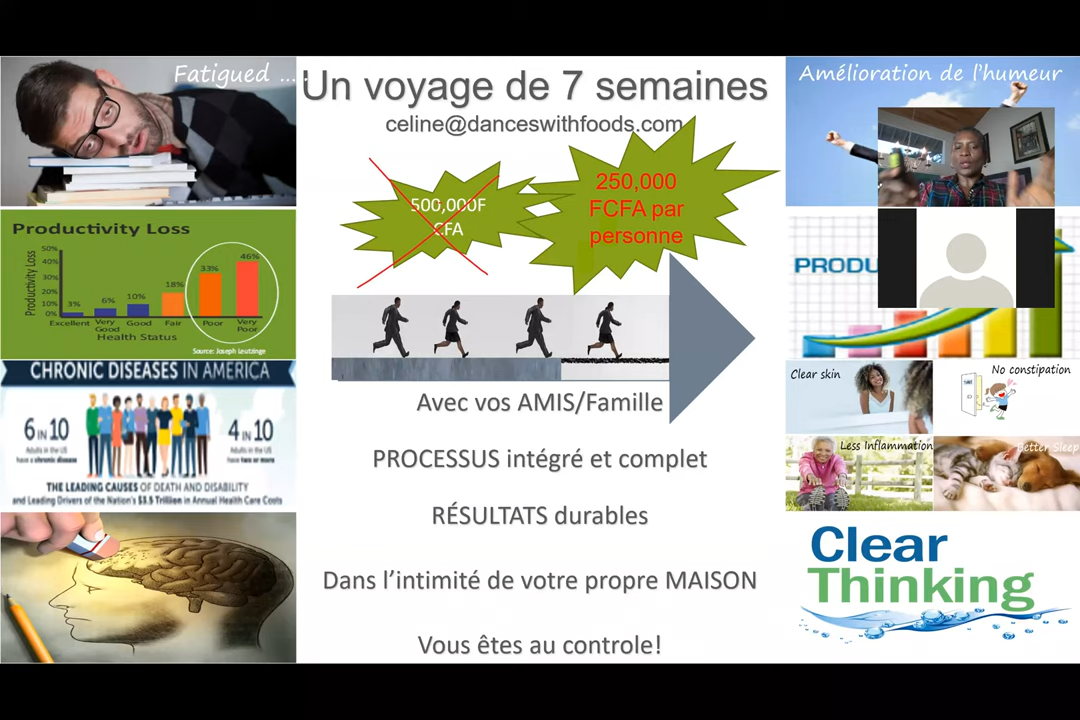 Fatigued ....
Un voyage de 7 semaines
celine@danceswithfoods.com
500,000F
CFA
250,000
FCFA par
personne
Avec vos AMIS/Famille
PROCESSUS intégré et complet
RÉSULTATS durables
Dans l'intimité de votre propre MAISON
Vous êtes au controle!
Productivity Loss
Productivity Loss
50%
40%
30%
20%
10%
0%
3%
6%
10%
18%
33%
46%
Excellent
Very
Good
Good
Fair
Poor
Very
Poor
Health Status
Source: Joseph Leutzinge
CHRONIC DISEASES IN AMERICA
6 IN 10
Adults in the US
have a chronic disease
4 IN 10
Adults in the US
have two or more
THE LEADING CAUSES OF DEATH AND DISABILITY
and Leading Drivers of the Nation's $3.5 Trillion in Annual Health Care Costs
Amélioration de l'humeur
PRODU
Clear skin
No constipation
Less Inflammation
Better Sleep
Clear
Thinking